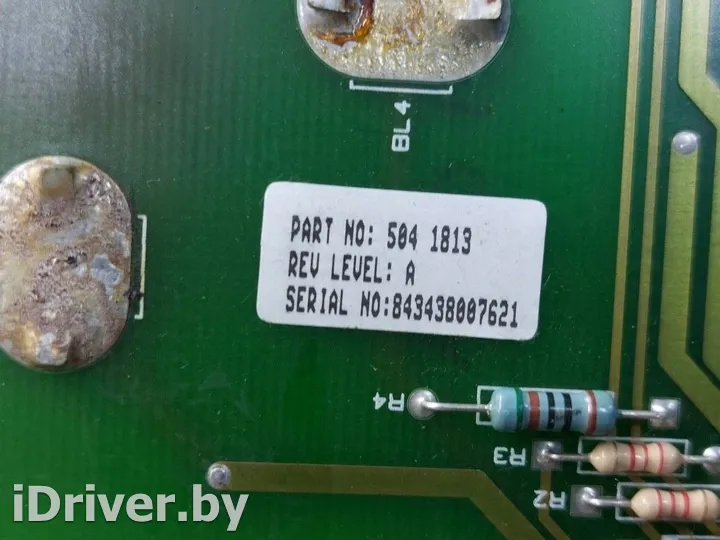 BL4
PART NO: 504 1813
REV LEVEL: A
SERIAL NO:843438007621
R4
R3
R2
iDriver.by